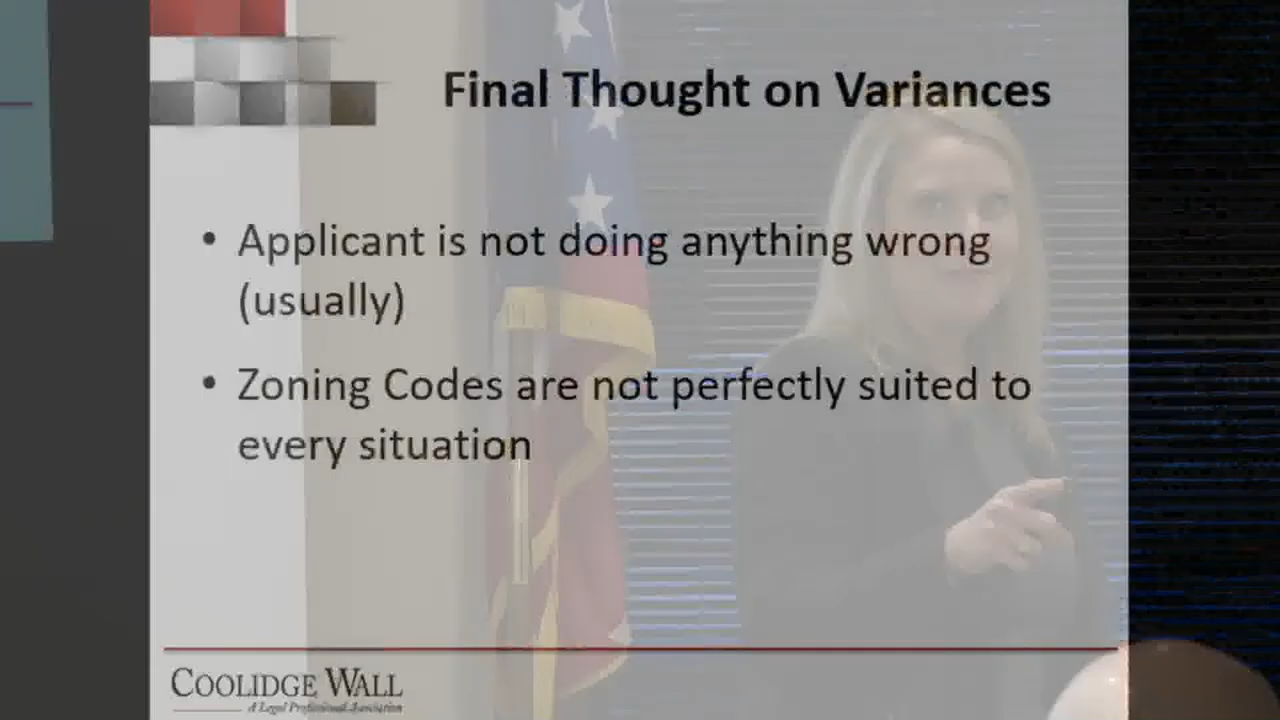 Final Thought on Variances
• Applicant is not doing anything wrong
(usually)
• Zoning Codes are not perfectly suited to
every situation
COOLIDGE WALL
A Legal Professional Association